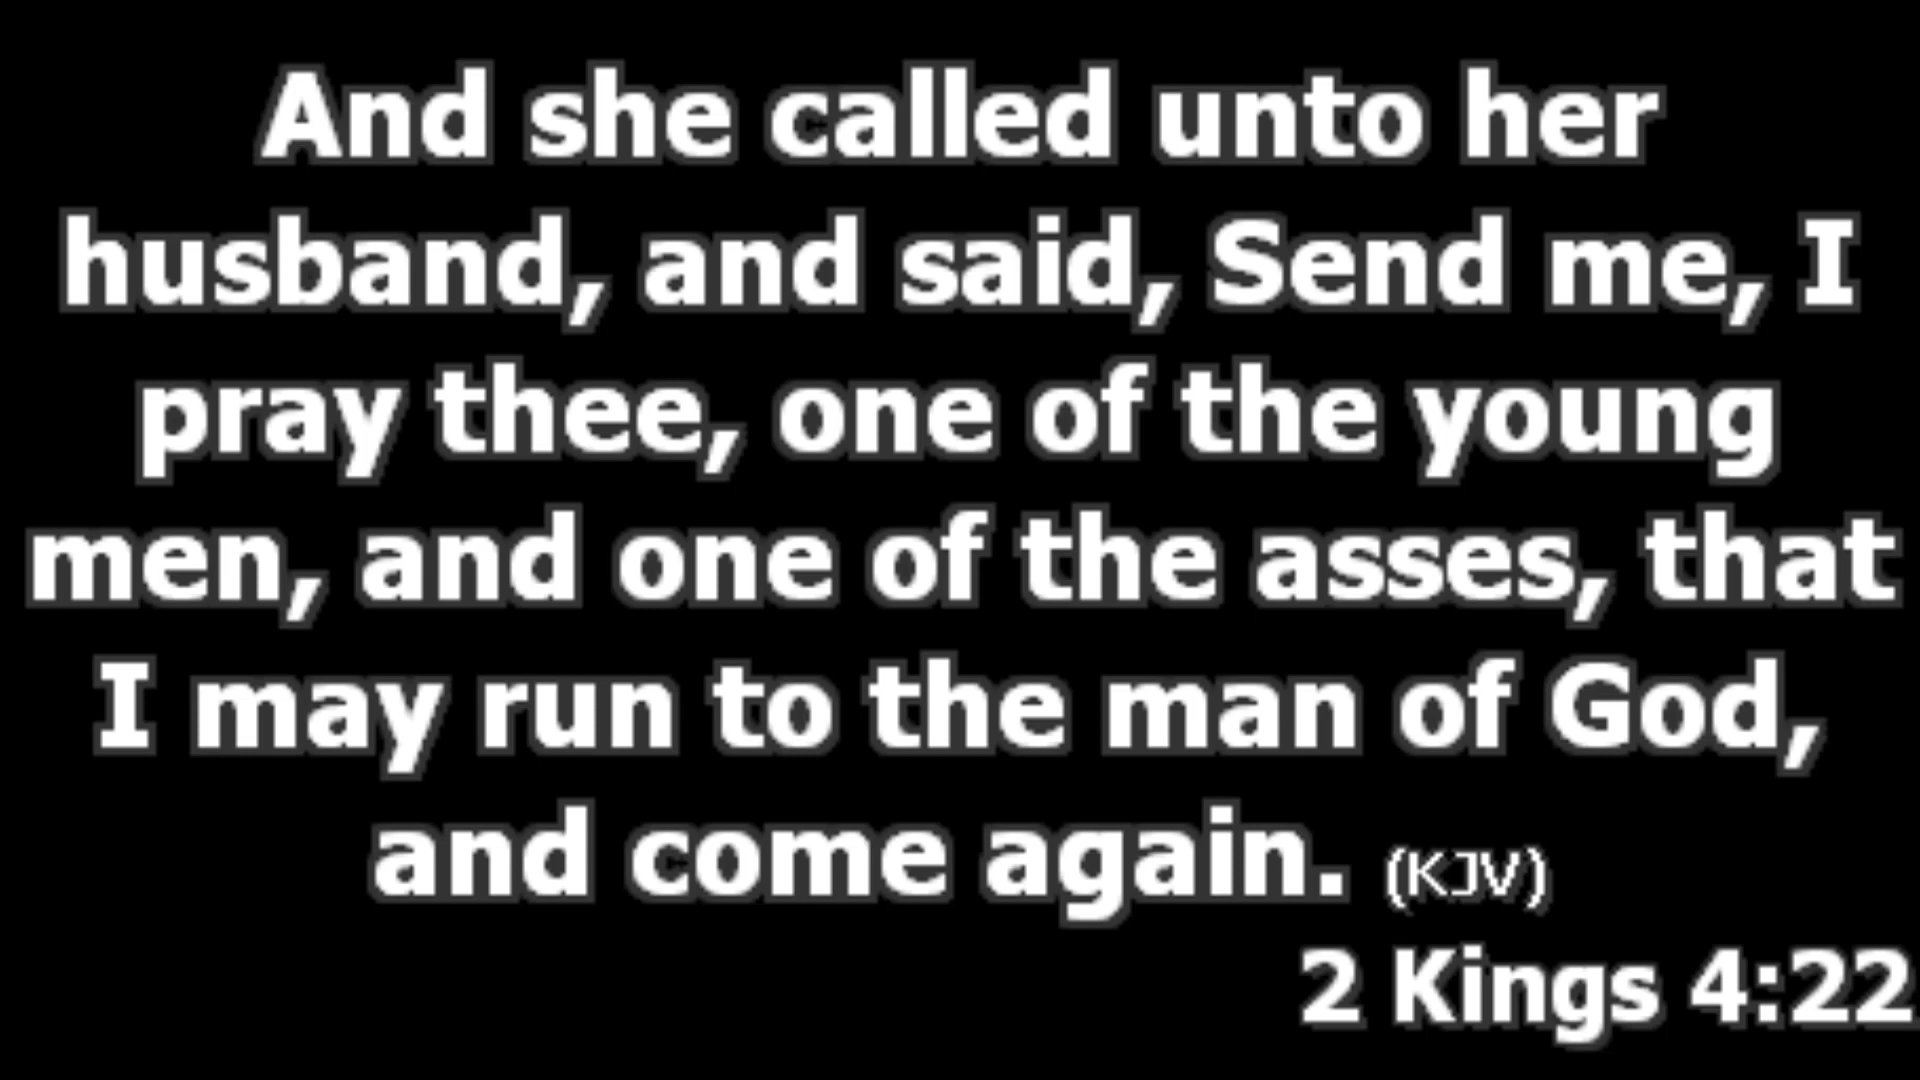 And she called unto her
husband, and said, Send me, I
pray thee, one of the young
men, and one of the asses, that
I may run to the man of God,
and come again. (KJV)
2 Kings 4:22